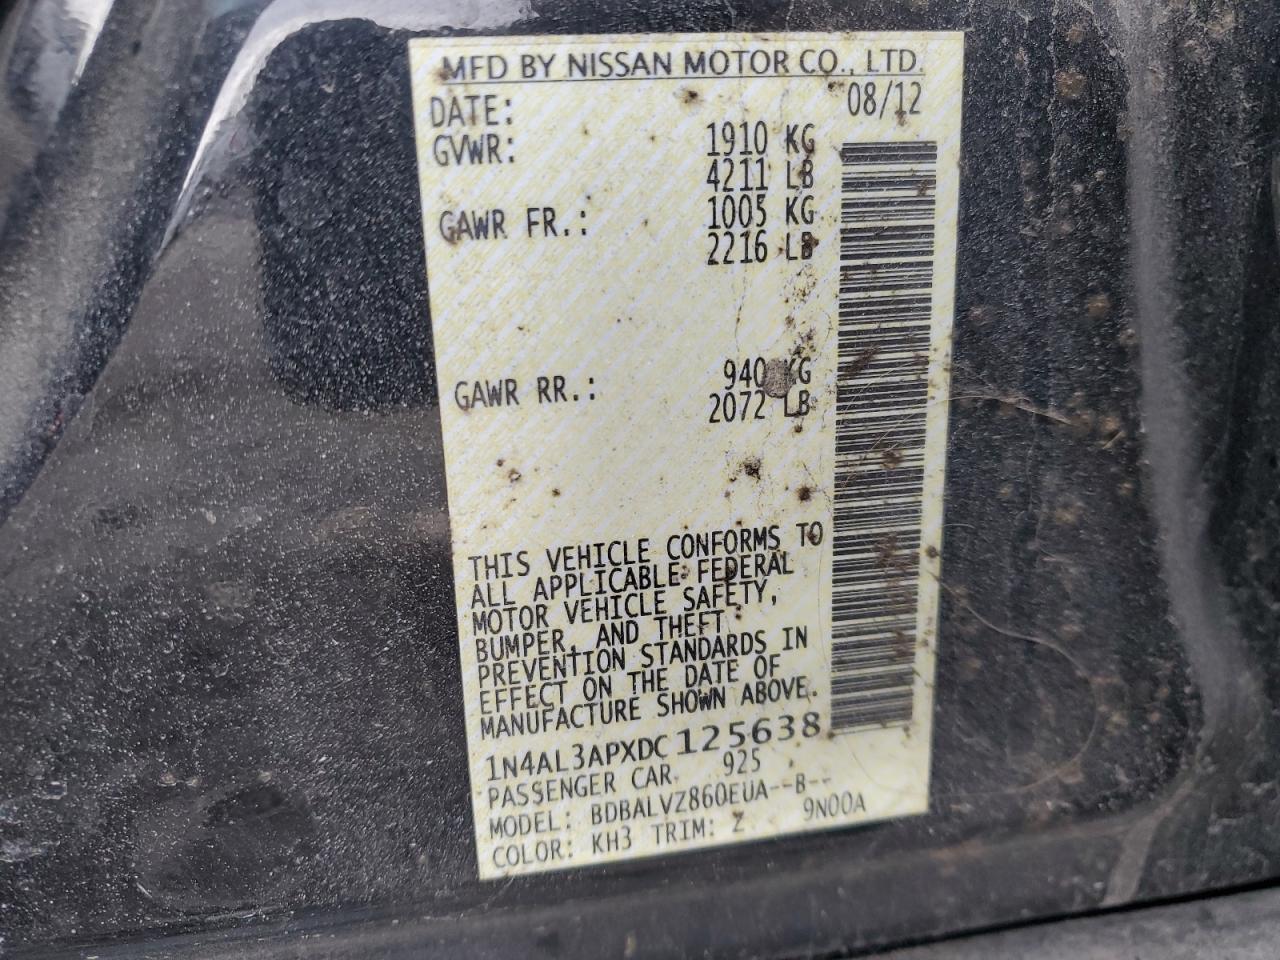 MFD BY NISSAN MOTOR CO., LTD.
DATE: 08/12
GVWR: 1910 KG
4211 LB
GAWR FR.: 1005 KG
2216 LB
GAWR RR.: 940 KG
2072 LB
THIS VEHICLE CONFORMS TO
ALL APPLICABLE FEDERAL
MOTOR VEHICLE SAFETY,
BUMPER, AND THEFT
PREVENTION STANDARDS IN
EFFECT ON THE DATE OF
MANUFACTURE SHOWN ABOVE.
1N4AL3APXDC125638
PASSENGER CAR 925
MODEL: BDBALVZ860EUA--B--
COLOR: KH3 TRIM: Z 9N00A